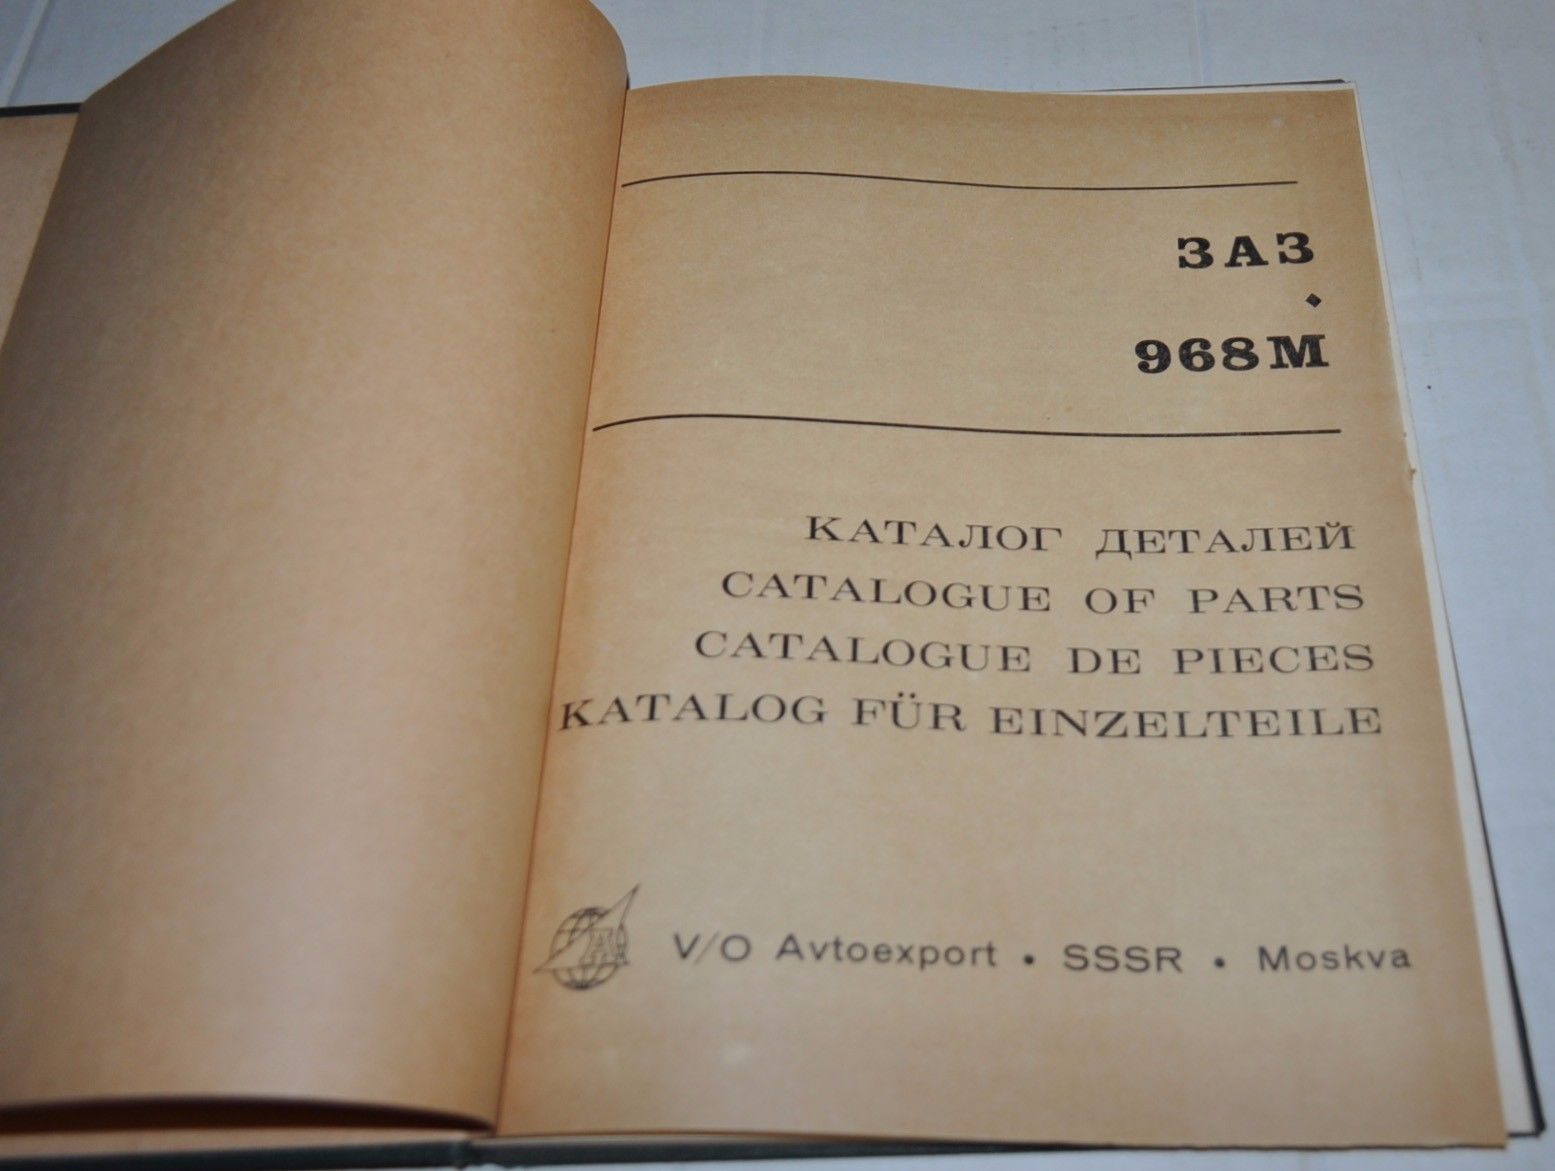 ЗАЗ
◆
968М
КАТАЛОГ ДЕТАЛЕЙ
CATALOGUE OF PARTS
CATALOGUE DE PIECES
KATALOG FÜR EINZELTEILE
V/O Avtoexport • SSSR • Moskva